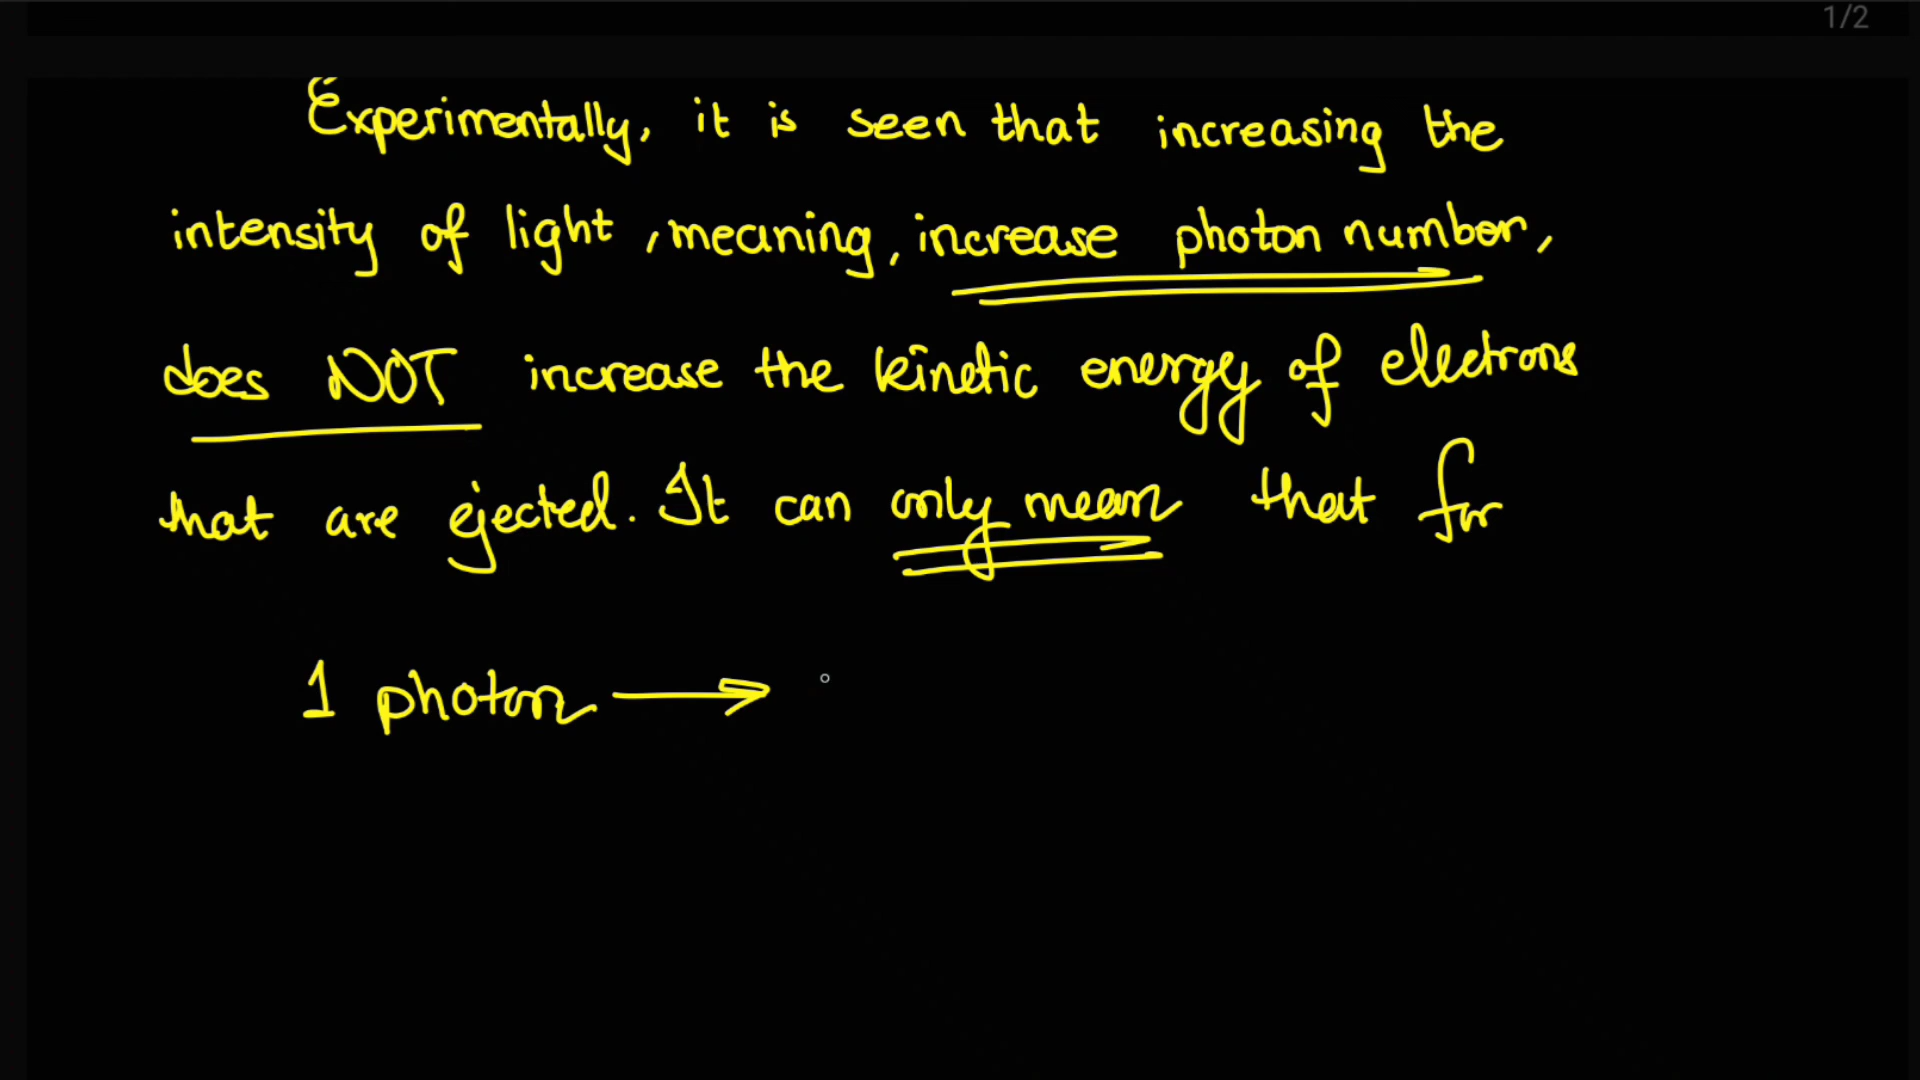 1/2
Experimentally, it is seen that increasing the
intensity of light, meaning, increase photon number,
does NOT increase the kinetic energy of electrons
that are ejected. It can only mean that for
1 photon →